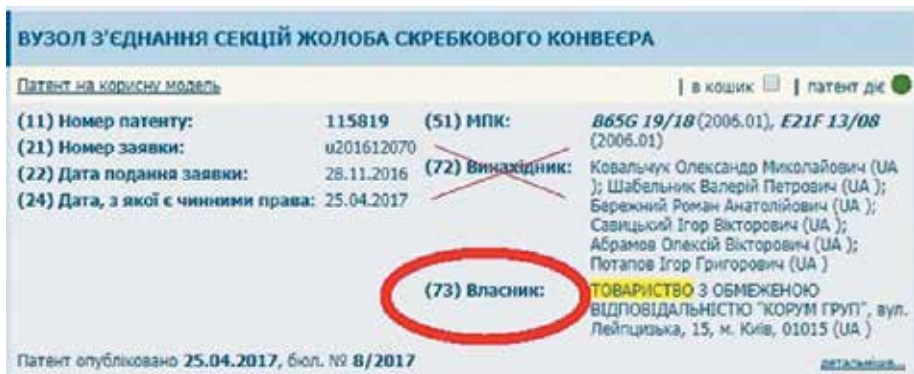 ВУЗОЛ З'ЄДНАННЯ СЕКЦІЙ ЖОЛОБА СКРЕБКОВОГО КОНВЕЄРА
Патент на корисну модель | в кошик | патент діє
(11) Номер патенту: 115819
(21) Номер заявки: u201612070
(22) Дата подання заявки: 28.11.2016
(24) Дата, з якої є чинними права: 25.04.2017
(51) МПК: B65G 19/18 (2006.01), E21F 13/08
(2006.01)
(72) Винахідник: Ковальчук Олександр Миколайович (UA
); Шабельник Валерій Петрович (UA );
Бережний Роман Анатолійович (UA );
Савицький Ігор Вікторович (UA );
Абрамов Олексій Вікторович (UA );
Потапов Ігор Григорович (UA )
(73) Власник: ТОВАРИСТВО З ОБМЕЖЕНОЮ
ВІДПОВІДАЛЬНІСТЮ "КОРУМ ГРУП", вул.
Лейпцизька, 15, м. Київ, 01015 (UA )
Патент опубліковано 25.04.2017, бюл. № 8/2017
детальніше...